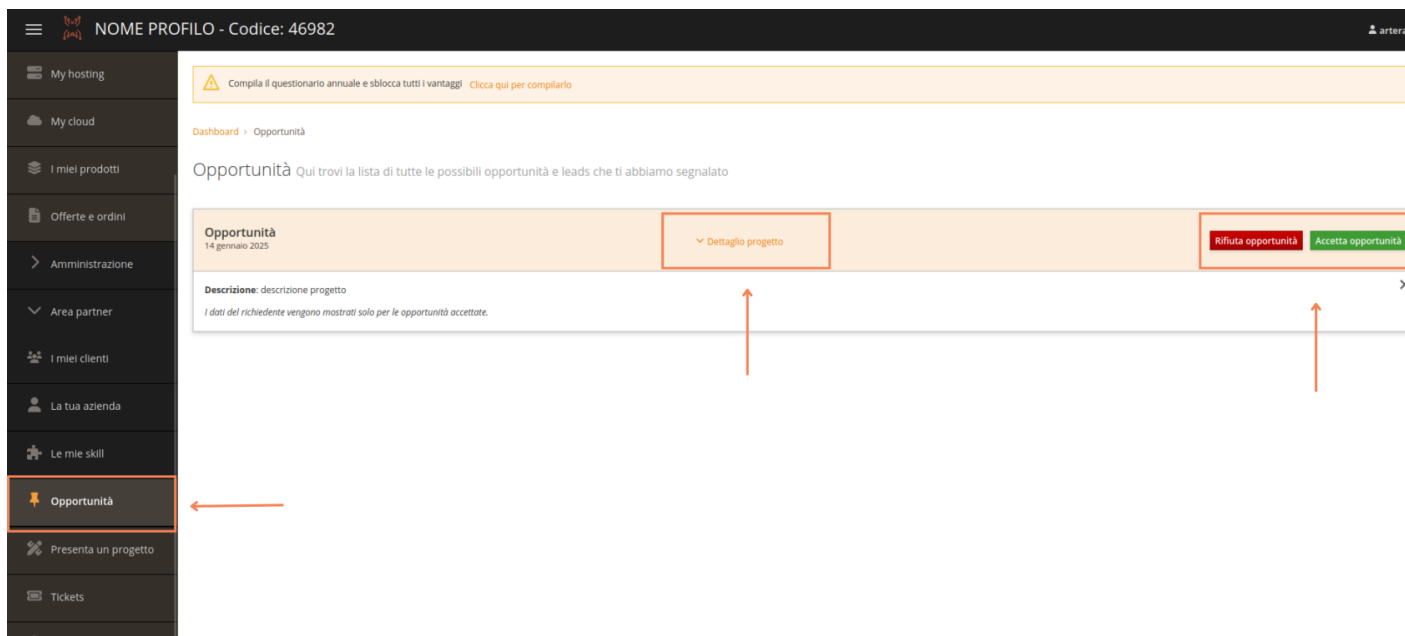 NOME PROFILO - Codice: 46982
artera
My hosting
My cloud
I miei prodotti
Offerte e ordini
Amministrazione
Area partner
I miei clienti
La tua azienda
Le mie skill
Opportunità
Presenta un progetto
Tickets
Compila il questionario annuale e sblocca tutti i vantaggi Clicca qui per compilarlo
Dashboard › Opportunità
Opportunità Qui trovi la lista di tutte le possibili opportunità e leads che ti abbiamo segnalato
Opportunità
14 gennaio 2025
Dettaglio progetto
Rifiuta opportunità
Accetta opportunità
Descrizione: descrizione progetto
I dati del richiedente vengono mostrati solo per le opportunità accettate.